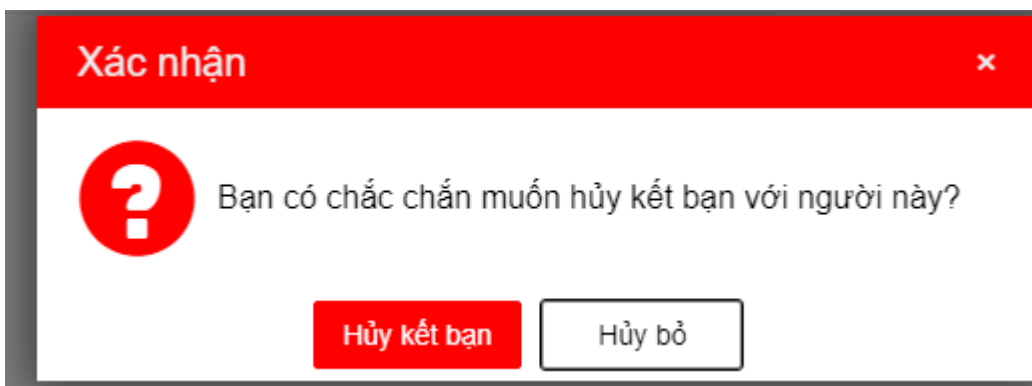 Xác nhận ×
Bạn có chắc chắn muốn hủy kết bạn với người này?
Hủy kết bạn Hủy bỏ